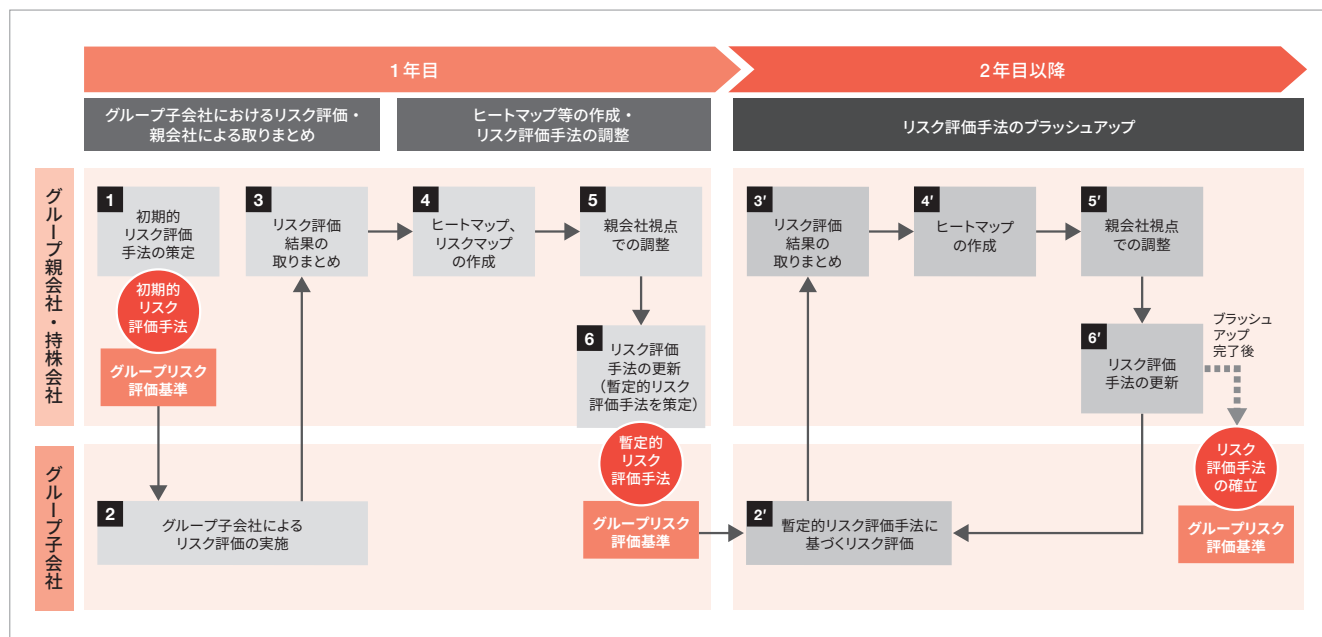 1年目
2年目以降
グループ子会社におけるリスク評価・
親会社による取りまとめ
ヒートマップ等の作成・
リスク評価手法の調整
リスク評価手法のブラッシュアップ
グループ親会社・持株会社
1
初期的
リスク評価
手法の策定
初期的
リスク
評価手法
グループリスク
評価基準
3
リスク評価
結果の
取りまとめ
4
ヒートマップ、
リスクマップ
の作成
5
親会社視点
での調整
6
リスク評価
手法の更新
(暫定的リスク
評価手法を策定)
3′
リスク評価
結果の
取りまとめ
4′
ヒートマップ
の作成
5′
親会社視点
での調整
6′
リスク評価
手法の更新
ブラッシュ
アップ
完了後
グループ子会社
2
グループ子会社による
リスク評価の実施
暫定的
リスク
評価手法
グループリスク
評価基準
2′
暫定的リスク評価手法に
基づくリスク評価
リスク
評価手法
の確立
グループリスク
評価基準